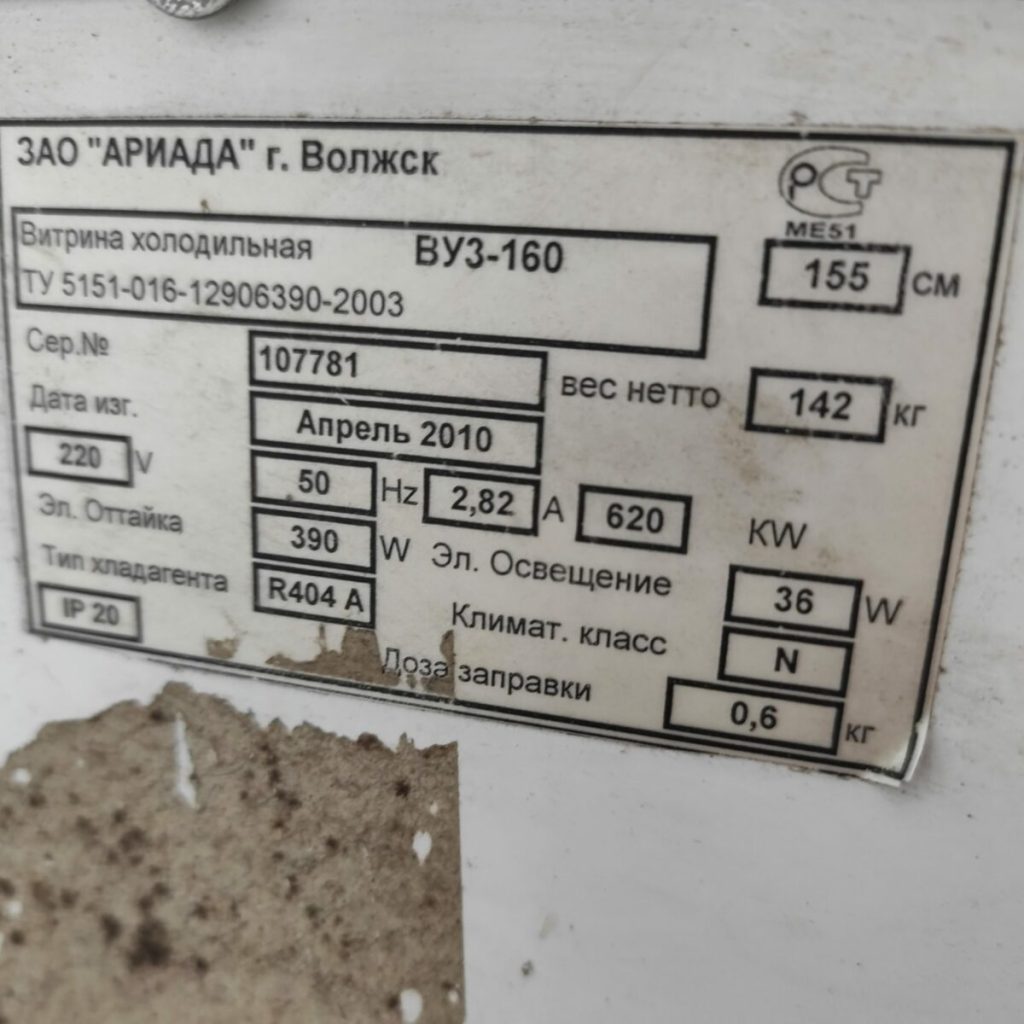 ЗАО "АРИАДА" г. Волжск
РСТ
МЕ51
Витрина холодильная ВУЗ-160
155 см
ТУ 5151-016-12906390-2003
Сер.№ 107781 вес нетто 142 кг
Дата изг. Апрель 2010
220 V 50 Hz 2,82 A 620 KW
Эл. Оттайка 390 W Эл. Освещение 36 W
Тип хладагента R404 A Климат. класс N
IP 20 Доза заправки 0,6 кг